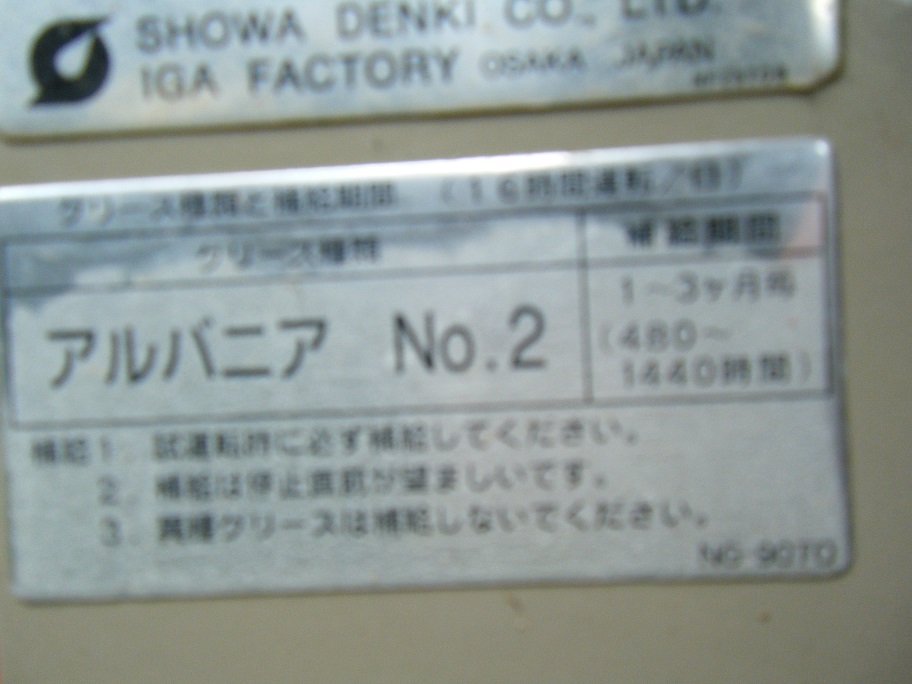 SHOWA DENKI CO., LTD.
IGA FACTORY OSAKA JAPAN
グリース種類と補給期間 (16時間運転/日)
グリース種類
補給期間
アルバニア No.2
1~3ヶ月毎
(480~
1440時間)
補給1. 試運転時に必ず補給してください。
2. 補給は停止直前が望ましいです。
3. 異種グリースは補給しないでください。
NG-9070